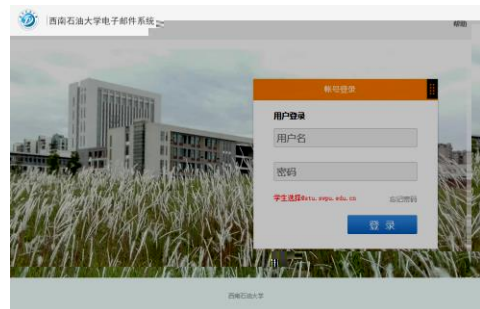 西南石油大学电子邮件系统
帮助
帐号登录
用户登录
用户名
密码
学生选择@stu.swpu.edu.cn
忘记密码
登 录
西南石油大学